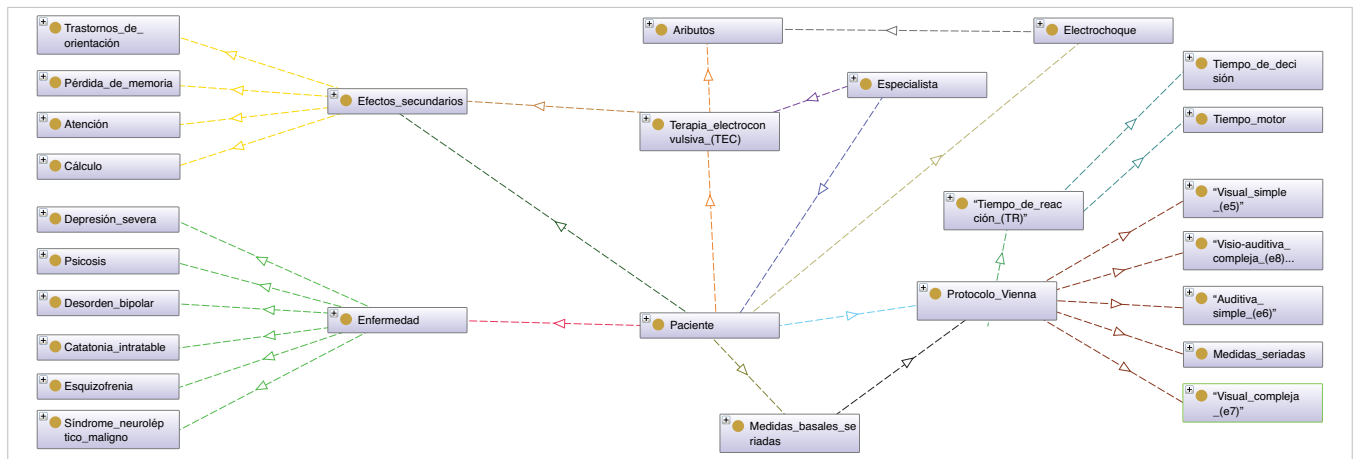 Trastornos_de_
orientación
Pérdida_de_memoria
Atención
Cálculo
Efectos_secundarios
Aributos
Electrochoque
Especialista
Terapia_electrocon
vulsiva_(TEC)
Tiempo_de_deci
sión
Tiempo_motor
“Tiempo_de_reac
ción_(TR)”
Depresión_severa
Psicosis
Desorden_bipolar
Catatonia_intratable
Esquizofrenia
Síndrome_neurolép
ptico_maligno
Enfermedad
Paciente
Protocolo_Vienna
Medidas_basales_se
riadas
“Visual_simple
_(e5)”
“Visio-auditiva_
compleja_(e8)...
“Auditiva_
simple_(e6)”
Medidas_seriadas
“Visual_compleja
_(e7)”